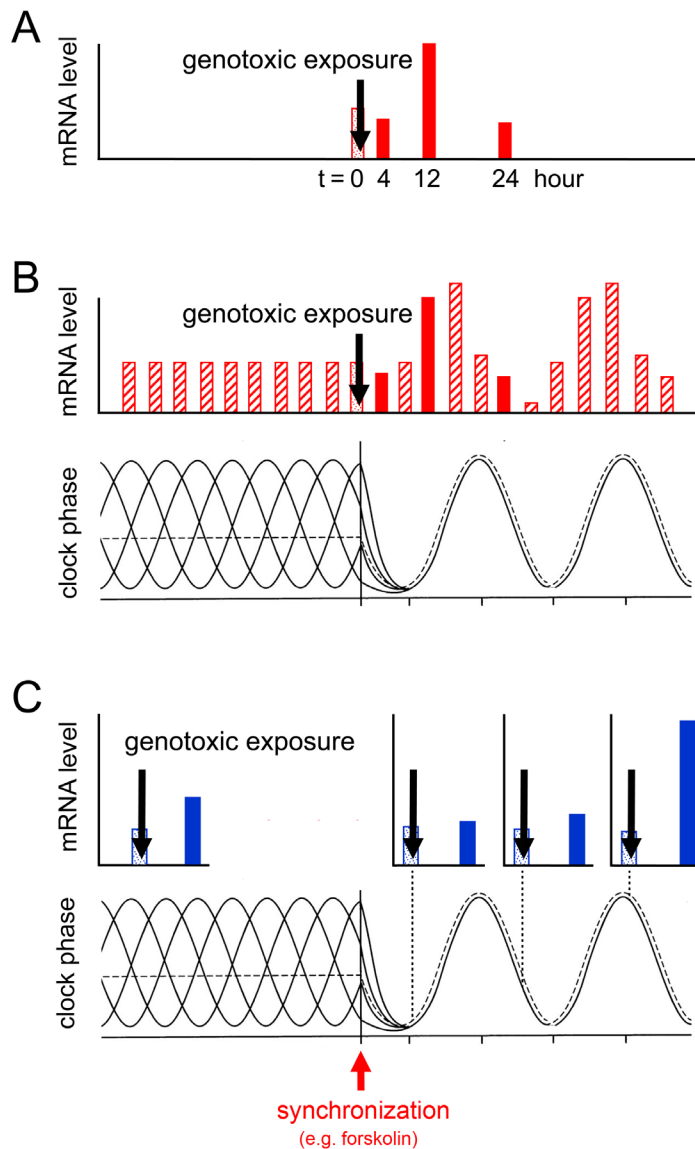 A
mRNA level
genotoxic exposure
t = 0 4 12 24 hour
B
mRNA level
genotoxic exposure
clock phase
C
mRNA level
genotoxic exposure
clock phase
synchronization
(e.g. forskolin)